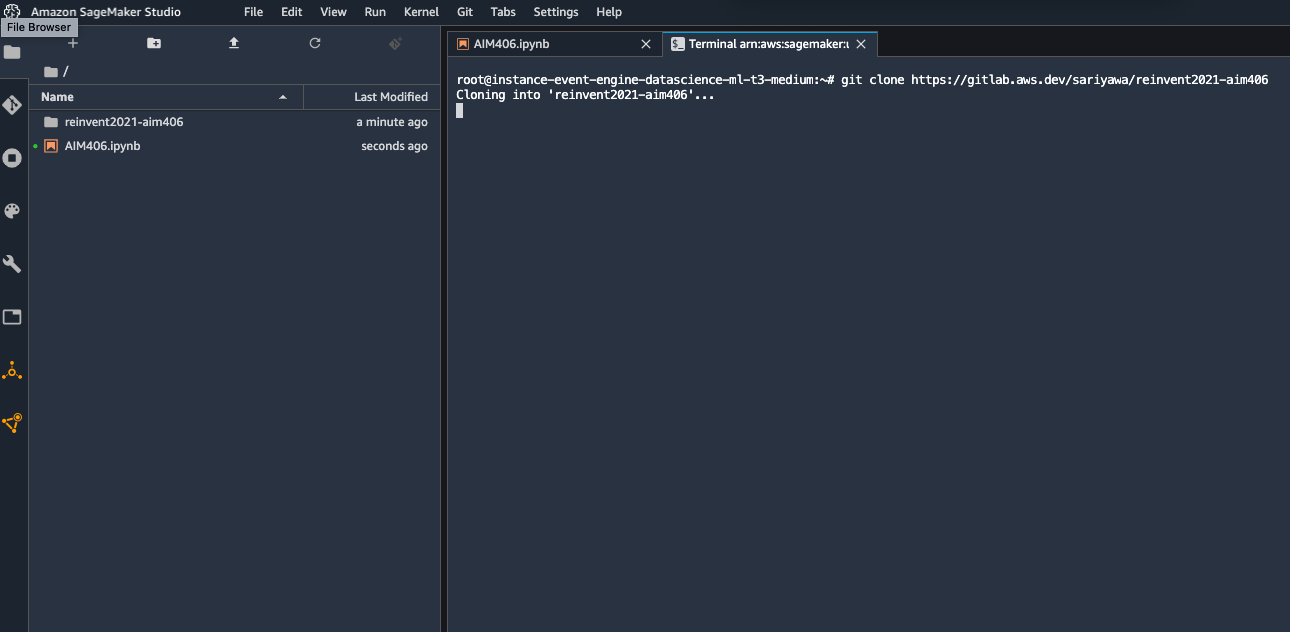 Amazon SageMaker Studio File Edit View Run Kernel Git Tabs Settings Help
File Browser
/
Name Last Modified
reinvent2021-aim406 a minute ago
AIM406.ipynb seconds ago
AIM406.ipynb
$_ Terminal arn:aws:sagemaker:u
root@instance-event-engine-datascience-ml-t3-medium:~# git clone https://gitlab.aws.dev/sariyawa/reinvent2021-aim406
Cloning into 'reinvent2021-aim406'...